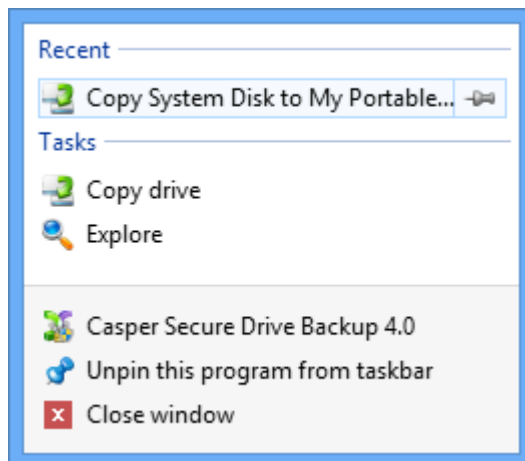 Recent
Copy System Disk to My Portable...
Tasks
Copy drive
Explore
Casper Secure Drive Backup 4.0
Unpin this program from taskbar
Close window